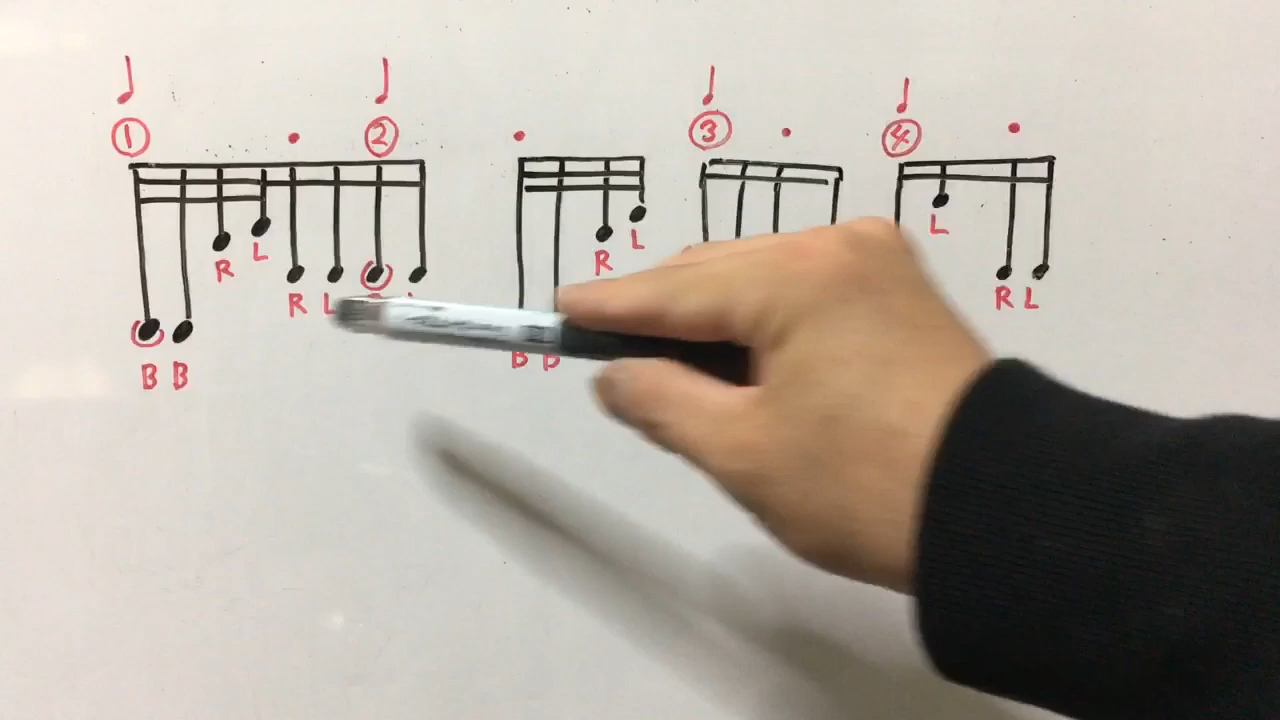 ① ② ③ ④
L L L
R R R L R L
B B B B